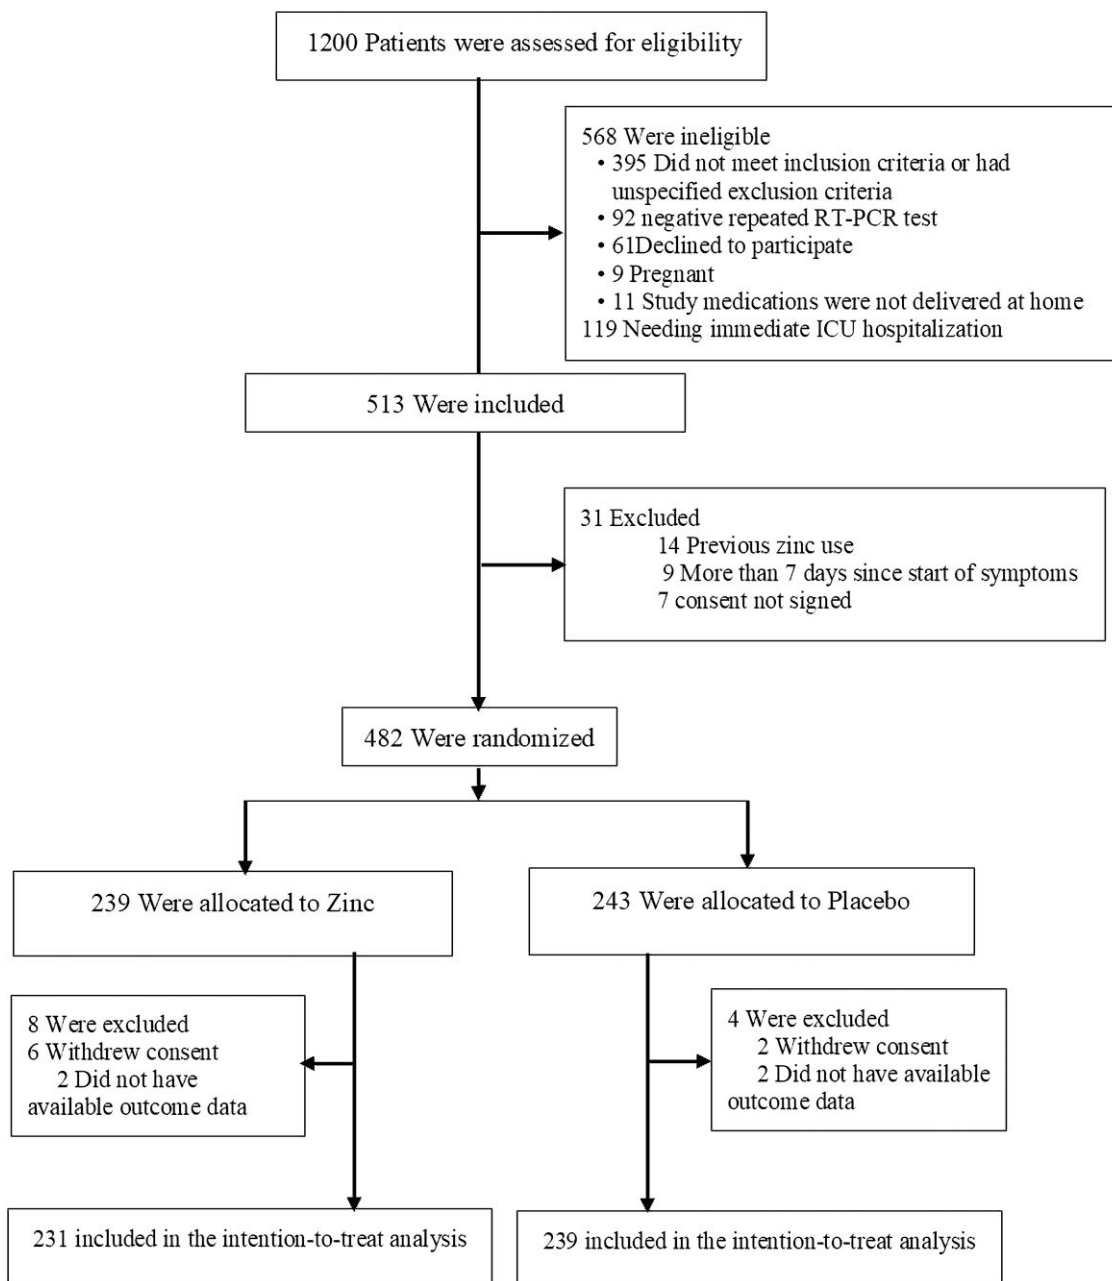 1200 Patients were assessed for eligibility
568 Were ineligible
• 395 Did not meet inclusion criteria or had
unspecified exclusion criteria
• 92 negative repeated RT-PCR test
• 61Declined to participate
• 9 Pregnant
• 11 Study medications were not delivered at home
119 Needing immediate ICU hospitalization
513 Were included
31 Excluded
14 Previous zinc use
9 More than 7 days since start of symptoms
7 consent not signed
482 Were randomized
239 Were allocated to Zinc
243 Were allocated to Placebo
8 Were excluded
6 Withdrew consent
2 Did not have
available outcome data
4 Were excluded
2 Withdrew consent
2 Did not have available
outcome data
231 included in the intention-to-treat analysis
239 included in the intention-to-treat analysis